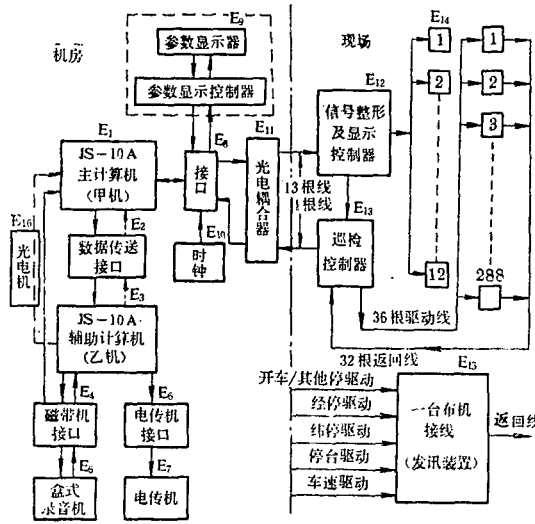 机房
E9
参数显示器
参数显示控制器
E1
JS-10A
主计算机
(甲机)
E2
数据传送
接口
E3
JS-10A
辅助计算机
(乙机)
E16
光电机
E4
磁带机
接口
E6
盒式
录音机
E6
电传机
接口
E7
电传机
E8
接口
E10
时钟
E11
光电耦合器
13根线
1根线
现场
E12
信号整形
及显示
控制器
E13
巡检
控制器
E14
1
2
12
1
2
3
288
36根驱动线
32根返回线
开车/其他停驱动
经停驱动
纬停驱动
停台驱动
车速驱动
E15
一台布机
接线
(发讯装置)
返回线